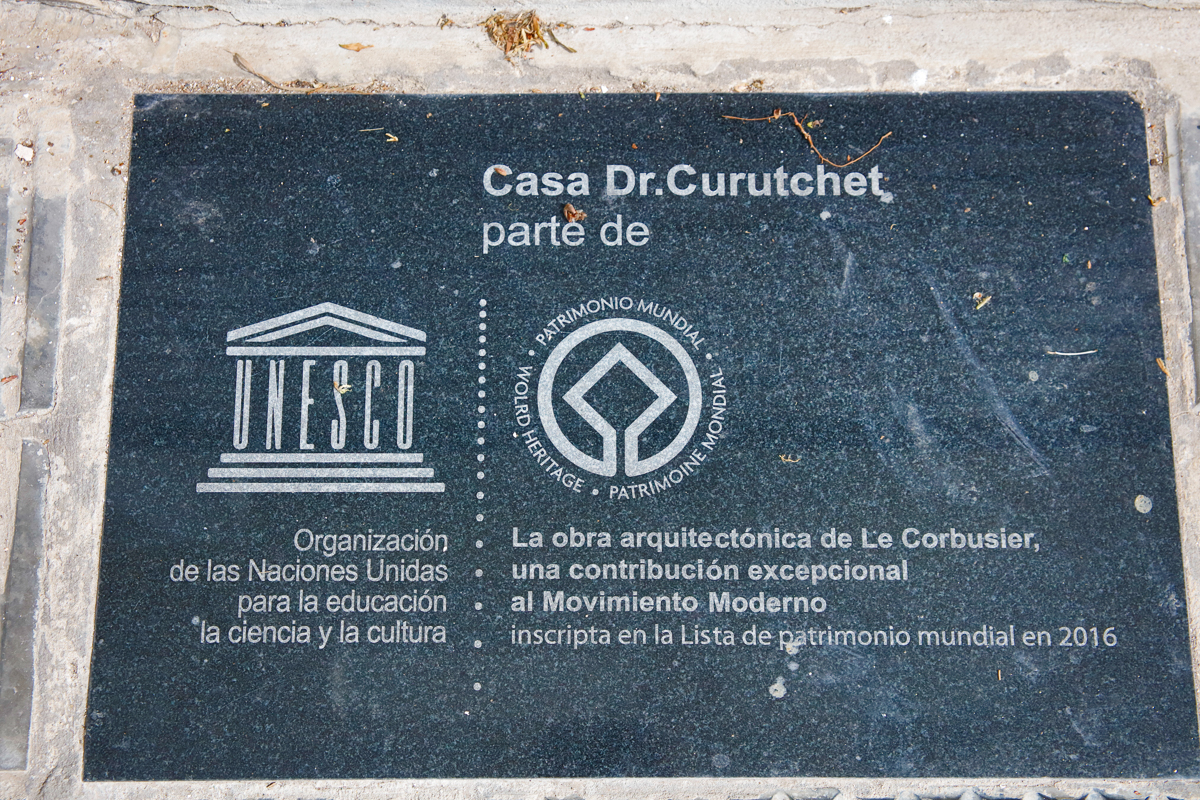 Casa Dr.Curutchet
parte de
UNESCO
Organización
de las Naciones Unidas
para la educación
la ciencia y la cultura
PATRIMONIO MUNDIAL •
WOLRD HERITAGE •
PATRIMOINE MONDIAL •
La obra arquitectónica de Le Corbusier,
una contribución excepcional
al Movimiento Moderno
inscripta en la Lista de patrimonio mundial en 2016